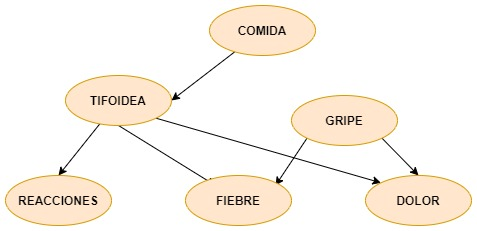 COMIDA
TIFOIDEA
GRIPE
REACCIONES
FIEBRE
DOLOR